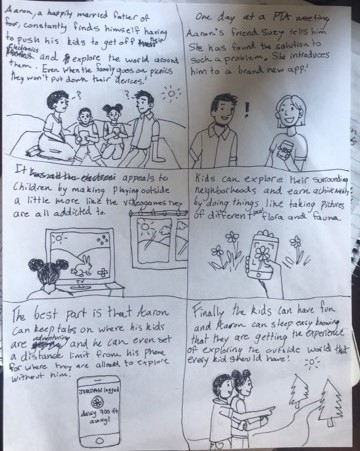 Aaron, a happily married father of
four, constantly finds himself having
to push his kids to get off their
electronics and explore the world around
them. Even when the family goes on picnics
they won't put down their devices!
? ?
One day at a PTA meeting,
Aaron's friend Suzy tells him
She has found the solution to
such a problem. She introduces
him to a brand new app!
!
It appeals to
children by making playing outside
a little more like the videogames they
are all addicted to.
Kids can explore their surrounding
neighborhoods and earn
by doing things like taking pictures
of different flora and fauna.
The best part is that Aaron
can keep tabs on where his kids
are adventuring and he can even set
a distance limit from his phone
for where they are allowed to explore
without him.
JORDAN logged
daisy 900 ft
away!
Finally the kids can have fun
and Aaron can sleep easy knowing
that they are getting the experience
of exploring the outside world that
every kid should have!